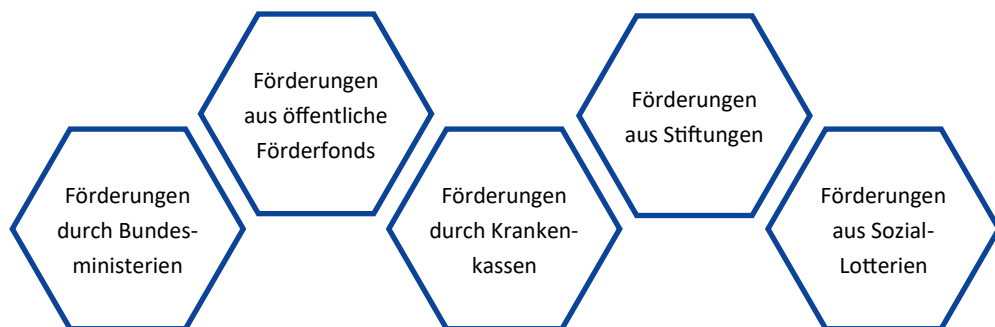 Förderungen
durch Bundes-
ministerien
Förderungen
aus öffentliche
Förderfonds
Förderungen
durch Kranken-
kassen
Förderungen
aus Stiftungen
Förderungen
aus Sozial-
Lotterien